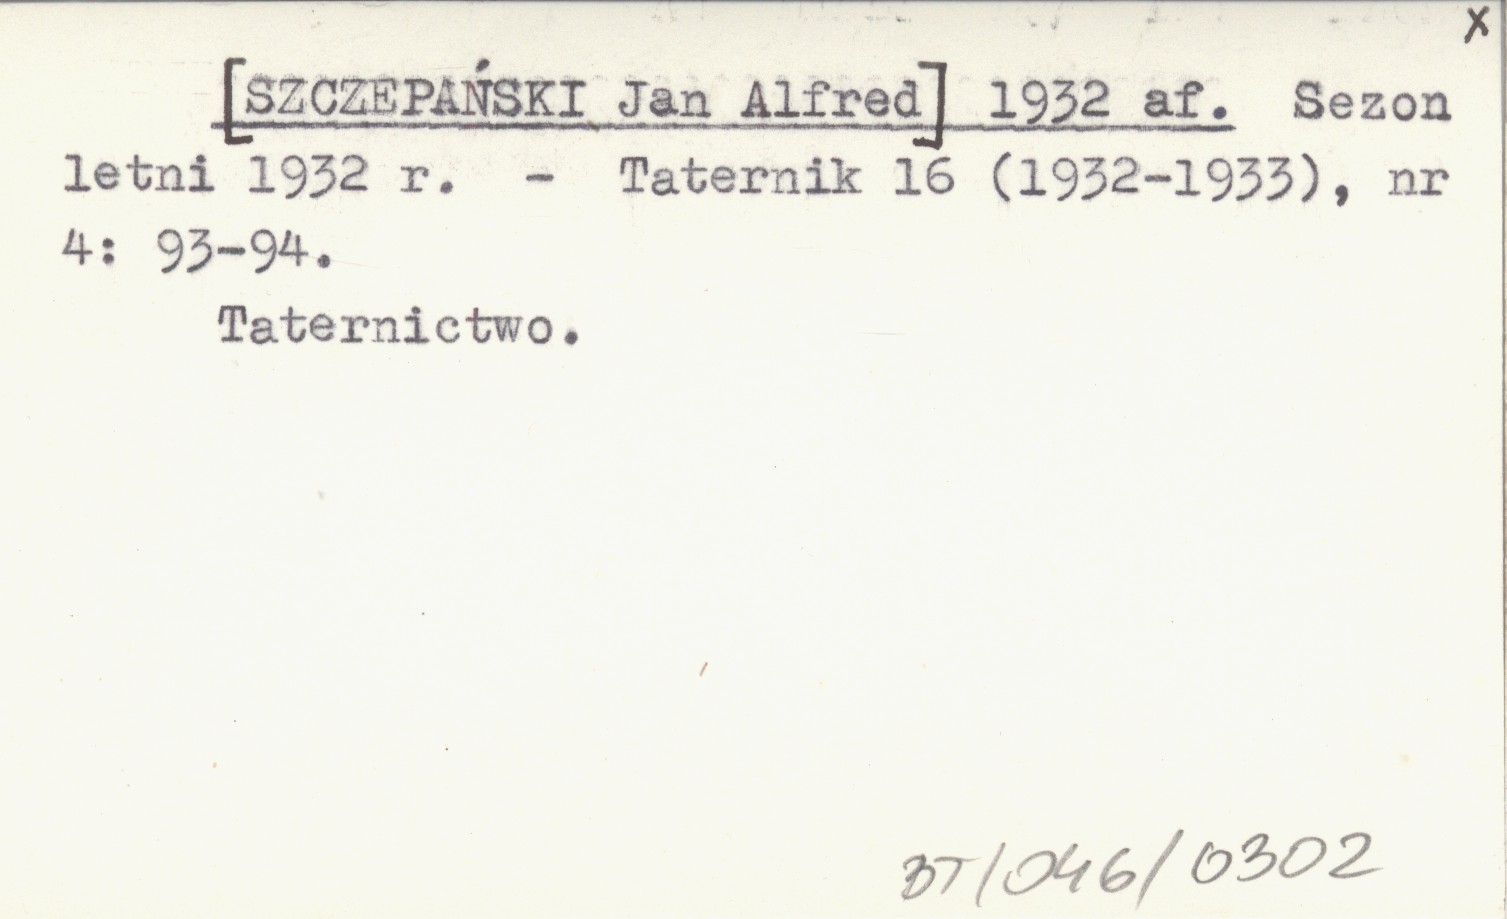 x
[SZCZEPAŃSKI Jan Alfred] 1932 af. Sezon
letni 1932 r. - Taternik 16 (1932-1933), nr
4: 93-94.
Taternictwo.
BT/046/0302